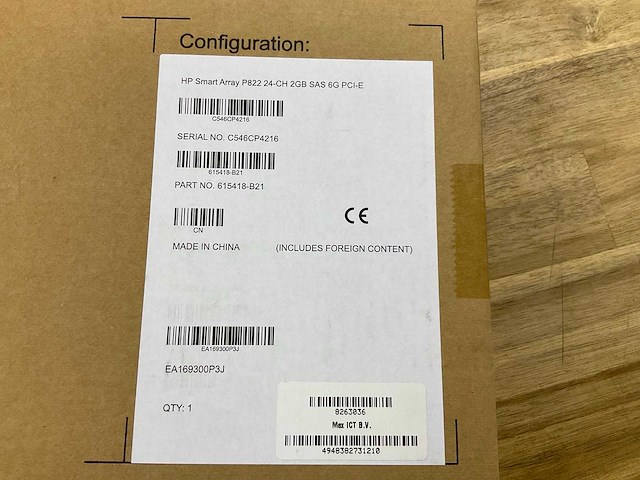 Configuration:
HP Smart Array P822 24-CH 2GB SAS 6G PCI-E
C546CP4216
SERIAL NO. C546CP4216
615418-B21
PART NO. 615418-B21
CN
CE
MADE IN CHINA (INCLUDES FOREIGN CONTENT)
EA169300P3J
EA169300P3J
QTY: 1
8263036
Max ICT B.V.
4948382731210